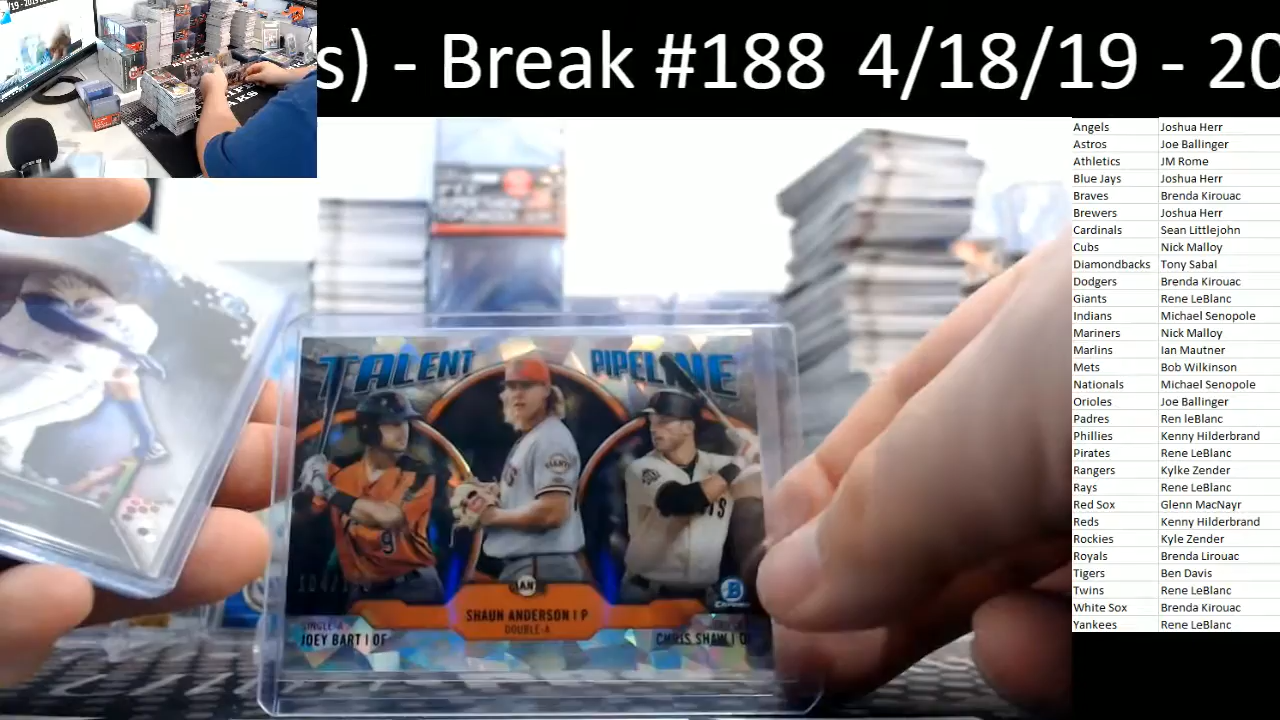 s) - Break #188 4/18/19 - 20
Angels Joshua Herr
Astros Joe Ballinger
Athletics JM Rome
Blue Jays Joshua Herr
Braves Brenda Kirouac
Brewers Joshua Herr
Cardinals Sean Littlejohn
Cubs Nick Malloy
Diamondbacks Tony Sabal
Dodgers Brenda Kirouac
Giants Rene LeBlanc
Indians Michael Senopole
Mariners Nick Malloy
Marlins Ian Mautner
Mets Bob Wilkinson
Nationals Michael Senopole
Orioles Joe Ballinger
Padres Ren leBlanc
Phillies Kenny Hilderbrand
Pirates Rene LeBlanc
Rangers Kylke Zender
Rays Rene LeBlanc
Red Sox Glenn MacNayr
Reds Kenny Hilderbrand
Rockies Kyle Zender
Royals Brenda Lirouac
Tigers Ben Davis
Twins Rene LeBlanc
White Sox Brenda Kirouac
Yankees Rene LeBlanc
TALENT PIPELINE
GIANTS
9
SHAUN ANDERSON | P
DOUBLE-A
SINGLE-A
JOEY BART | OF
CHRIS SHAW | OF